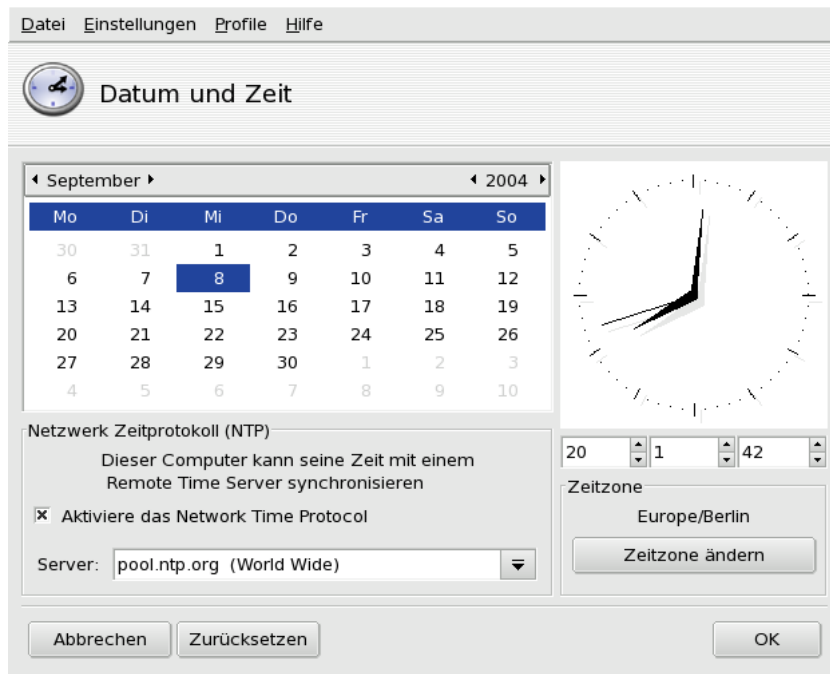 Datei Einstellungen Profile Hilfe
Datum und Zeit
September 2004
Mo Di Mi Do Fr Sa So
30 31 1 2 3 4 5
6 7 8 9 10 11 12
13 14 15 16 17 18 19
20 21 22 23 24 25 26
27 28 29 30 1 2 3
4 5 6 7 8 9 10
20 1 42
Netzwerk Zeitprotokoll (NTP)
Dieser Computer kann seine Zeit mit einem
Remote Time Server synchronisieren
Aktiviere das Network Time Protocol
Server: pool.ntp.org (World Wide)
Zeitzone
Europe/Berlin
Zeitzone ändern
Abbrechen Zurücksetzen OK